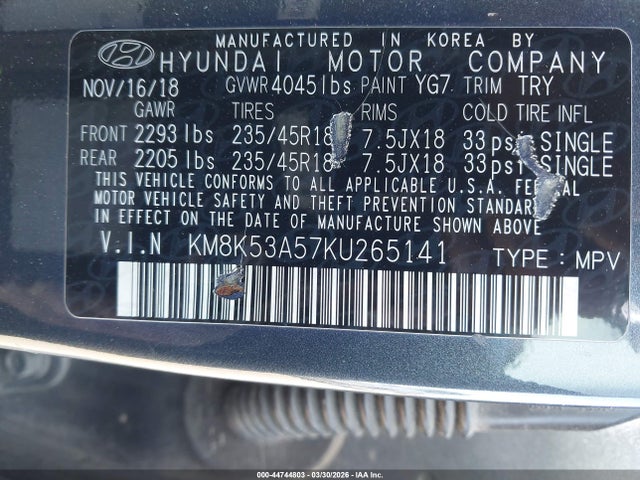 MANUFACTURED IN KOREA BY
HYUNDAI MOTOR COMPANY
NOV/16/18 GVWR 4045 lbs PAINT YG7 TRIM TRY
GAWR TIRES RIMS COLD TIRE INFL
FRONT 2293 lbs 235/45R18 7.5JX18 33 psi SINGLE
REAR 2205 lbs 235/45R18 7.5JX18 33 psi SINGLE
THIS VEHICLE CONFORMS TO ALL APPLICABLE U.S.A. FEDERAL
MOTOR VEHICLE SAFETY AND THEFT PREVENTION STANDARDS
IN EFFECT ON THE DATE OF MANUFACTURE SHOWN ABOVE
V.I.N KM8K53A57KU265141 TYPE : MPV
000-44744803 - 03/30/2026 - IAA Inc.